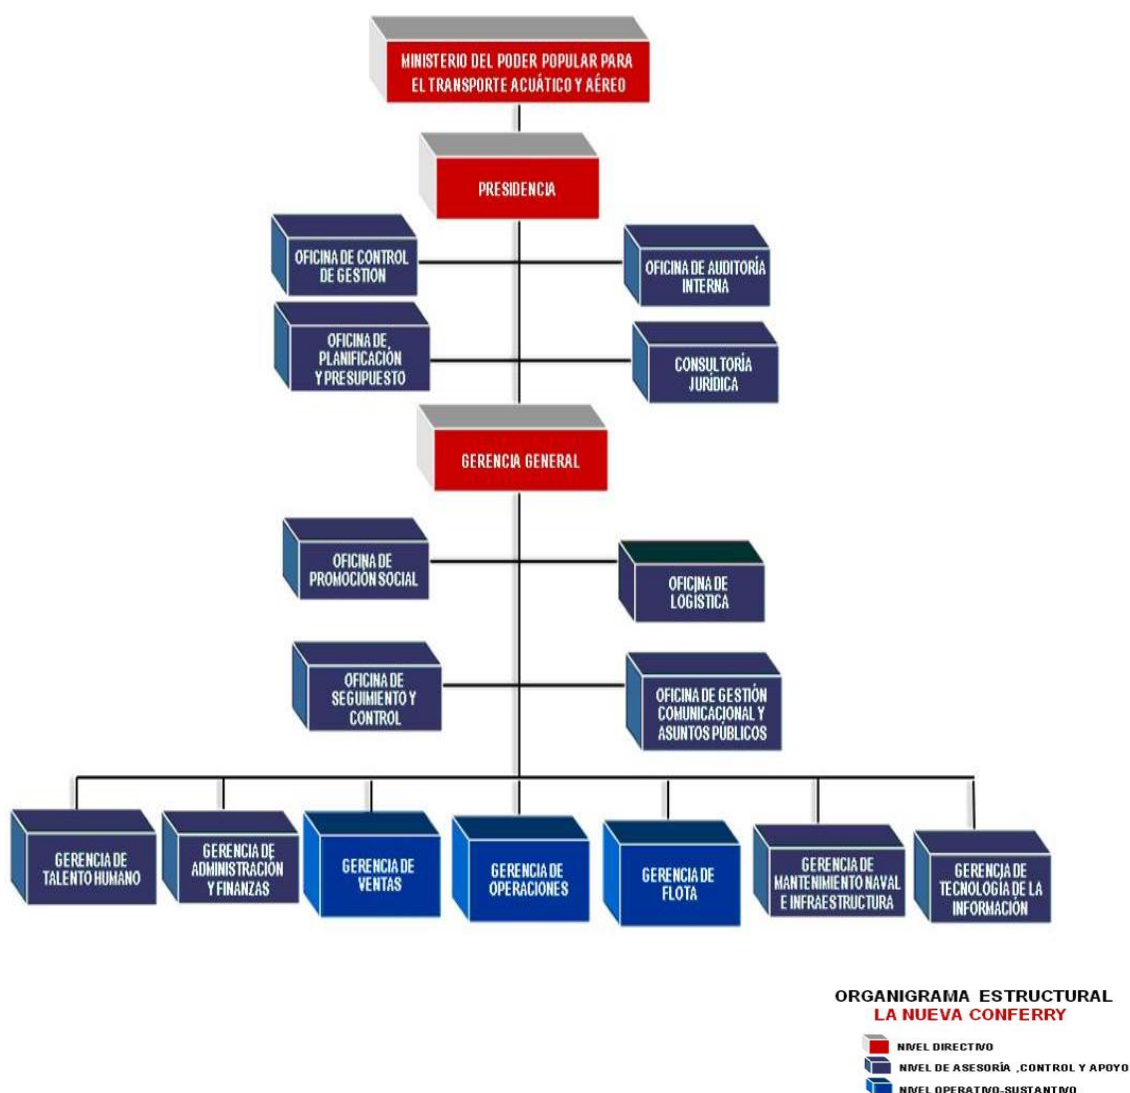 MINISTERIO DEL PODER POPULAR PARA
EL TRANSPORTE ACUÁTICO Y AÉREO
PRESIDENCIA
OFICINA DE CONTROL
DE GESTION
OFICINA DE AUDITORÍA
INTERNA
OFICINA DE
PLANIFICACIÓN
Y PRESUPUESTO
CONSULTORÍA
JURÍDICA
GERENCIA GENERAL
OFICINA DE
PROMOCIÓN SOCIAL
OFICINA DE
LOGÍSTICA
OFICINA DE
SEGUIMIENTO Y
CONTROL
OFICINA DE GESTIÓN
COMUNICACIONAL Y
ASUNTOS PÚBLICOS
GERENCIA DE
TALENTO HUMANO
GERENCIA DE
ADMINISTRACIÓN
Y FINANZAS
GERENCIA DE
VENTAS
GERENCIA DE
OPERACIONES
GERENCIA DE
FLOTA
GERENCIA DE
MANTENIMIENTO NAVAL
E INFRAESTRUCTURA
GERENCIA DE
TECNOLOGÍA DE LA
INFORMACIÓN
ORGANIGRAMA ESTRUCTURAL
LA NUEVA CONFERRY
NIVEL DIRECTIVO
NIVEL DE ASESORÍA ,CONTROL Y APOYO
NIVEL OPERATIVO-SUSTANTIVO